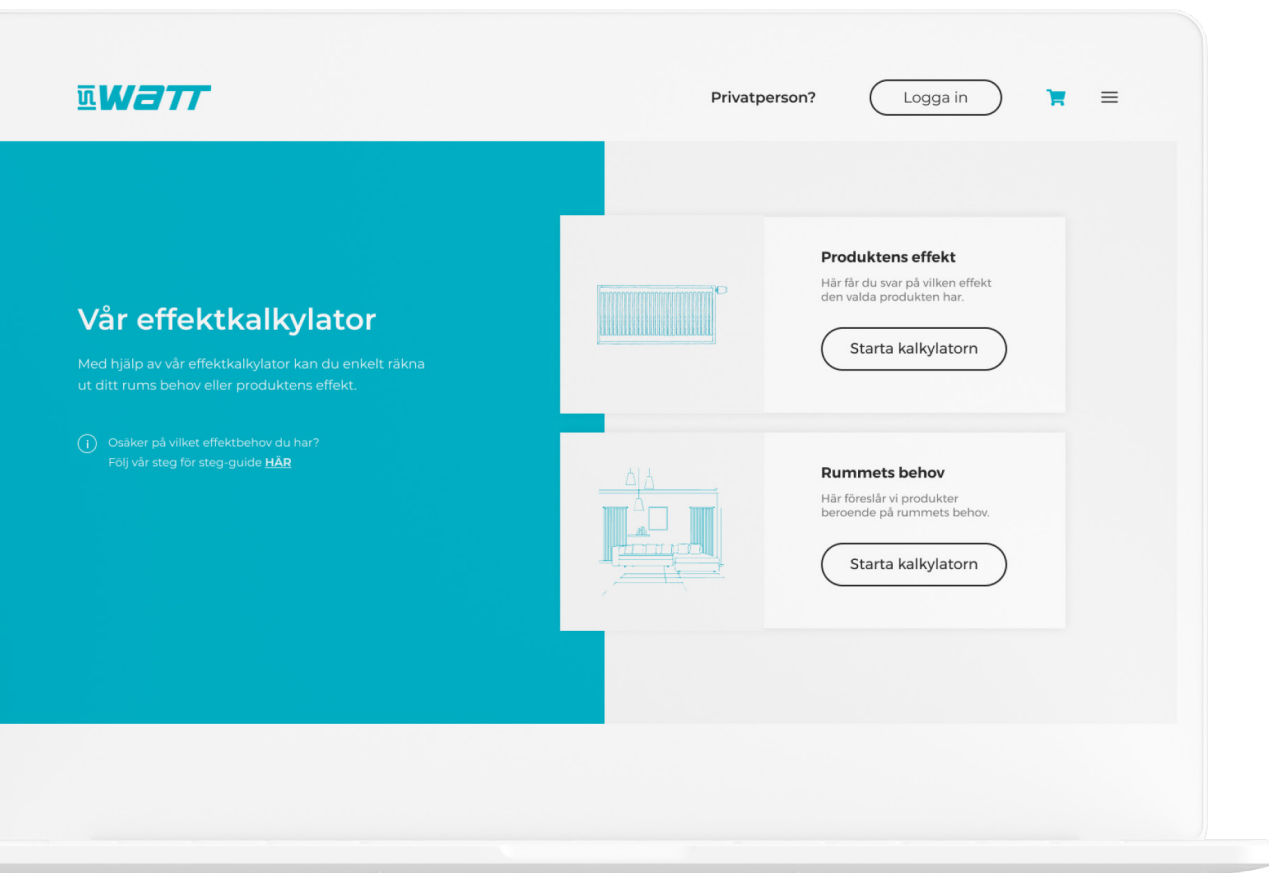 WATT
Privatperson?
Logga in
Vår effektkalkylator
Med hjälp av vår effektkalkylator kan du enkelt räkna
ut ditt rums behov eller produktens effekt.
Osäker på vilket effektbehov du har?
Följ vår steg för steg-guide HÄR
Produktens effekt
Här får du svar på vilken effekt
den valda produkten har.
Starta kalkylatorn
Rummets behov
Här föreslår vi produkter
beroende på rummets behov.
Starta kalkylatorn